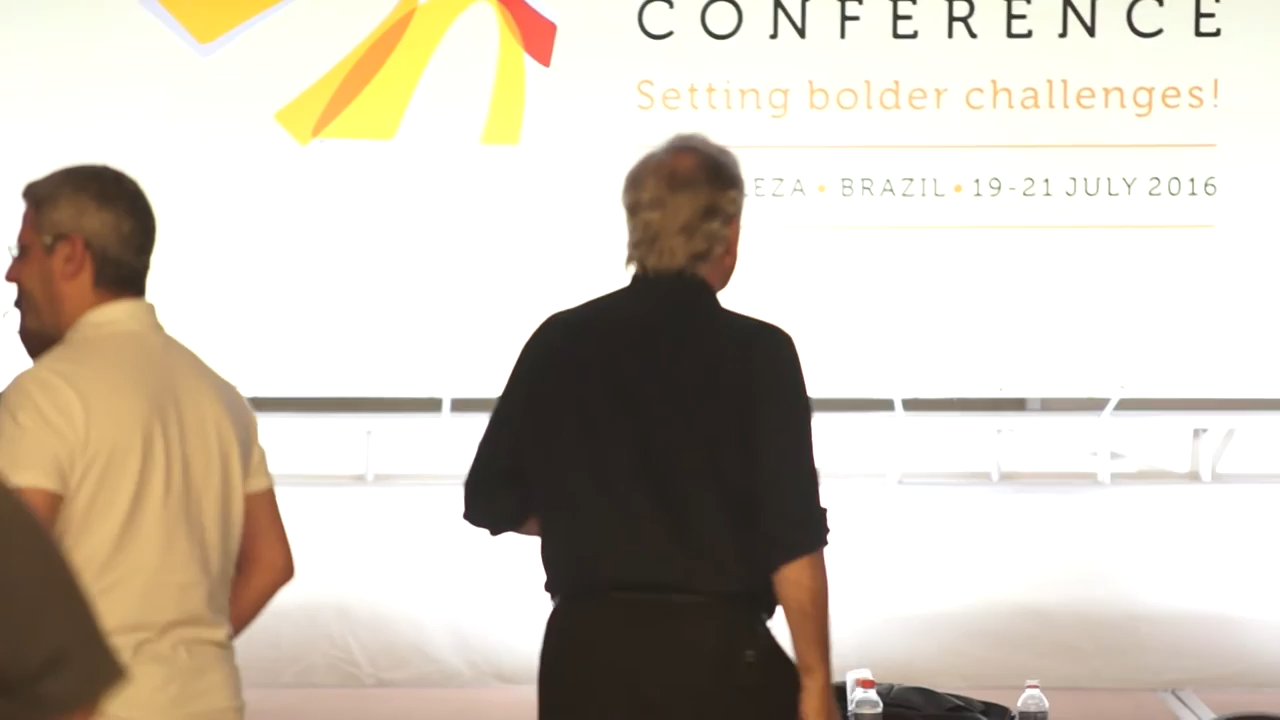 CONFERENCE
Setting bolder challenges!
EZA • BRAZIL • 19-21 JULY 2016